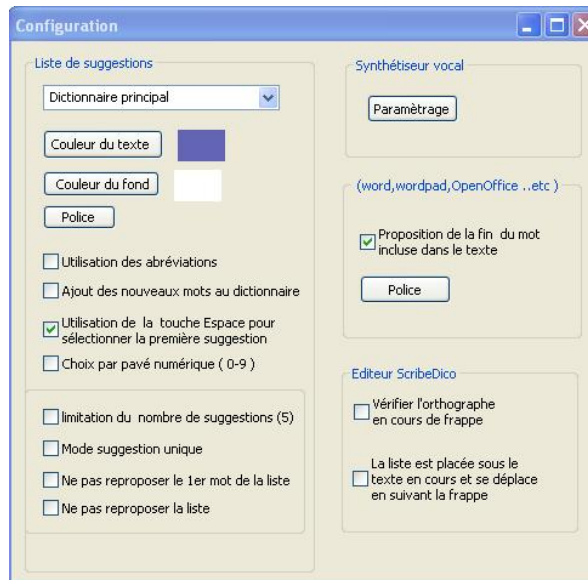 Configuration
Liste de suggestions
Dictionnaire principal
Couleur du texte
Couleur du fond
Police
Utilisation des abréviations
Ajout des nouveaux mots au dictionnaire
Utilisation de la touche Espace pour
sélectionner la première suggestion
Choix par pavé numérique ( 0-9 )
limitation du nombre de suggestions (5)
Mode suggestion unique
Ne pas reproposer le 1er mot de la liste
Ne pas reproposer la liste
Synthétiseur vocal
Paramètrage
(word,wordpad,OpenOffice ..etc )
Proposition de la fin du mot
incluse dans le texte
Police
Editeur ScribeDico
Vérifier l'orthographe
en cours de frappe
La liste est placée sous le
texte en cours et se déplace
en suivant la frappe